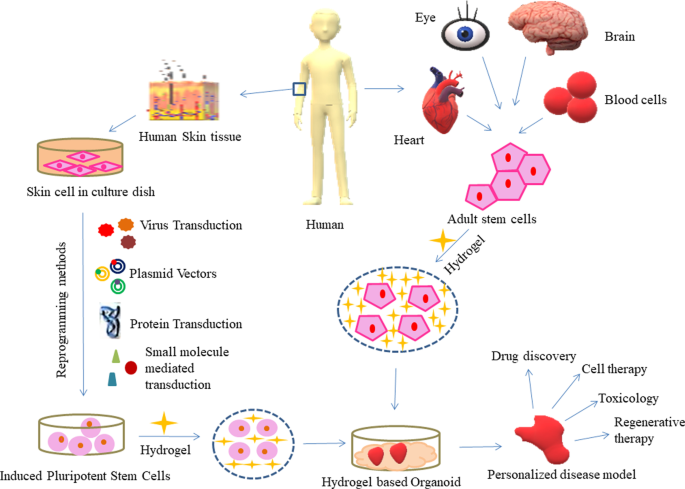 Eye
Brain
Blood cells
Heart
Human Skin tissue
Skin cell in culture dish
Human
Adult stem cells
Hydrogel
Reprogramming methods
Virus Transduction
Plasmid Vectors
Protein Transduction
Small molecule
mediated
transduction
Drug discovery
Cell therapy
Toxicology
Regenerative
therapy
Hydrogel
Induced Pluripotent Stem Cells
Hydrogel based Organoid
Personalized disease model